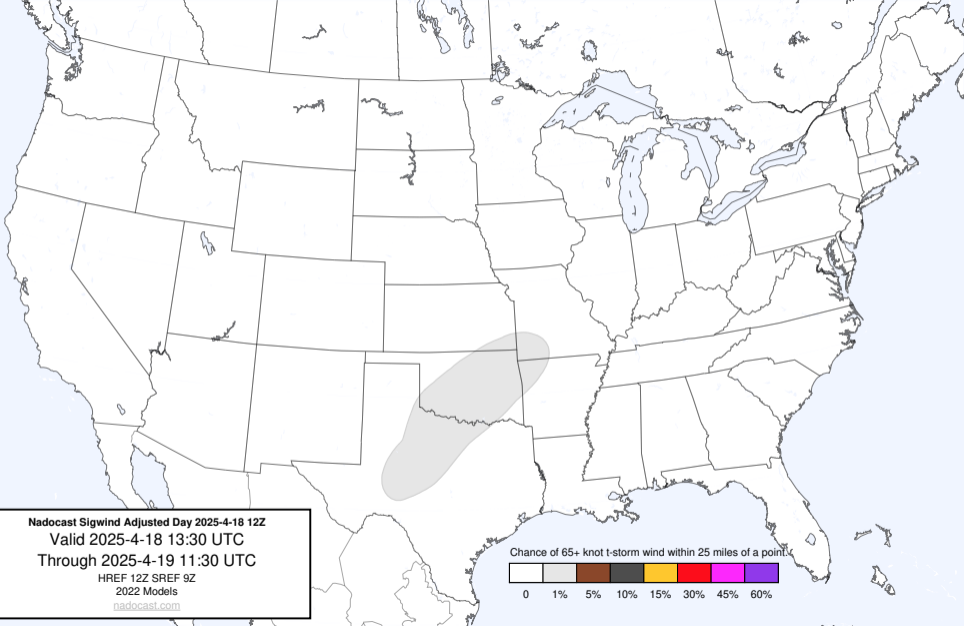 Nadocast Sigwind Adjusted Day 2025-4-18 12Z
Valid 2025-4-18 13:30 UTC
Through 2025-4-19 11:30 UTC
HREF 12Z SREF 9Z
2022 Models
nadocast.com
Chance of 65+ knot t-storm wind within 25 miles of a point.
0 1% 5% 10% 15% 30% 45% 60%